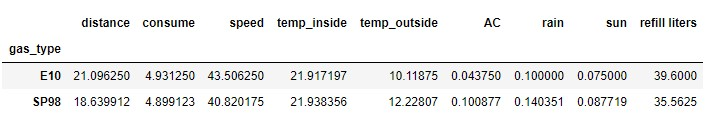 distance consume speed temp_inside temp_outside AC rain sun refill liters
gas_type
E10 21.096250 4.931250 43.506250 21.917197 10.11875 0.043750 0.100000 0.075000 39.6000
SP98 18.639912 4.899123 40.820175 21.938356 12.22807 0.100877 0.140351 0.087719 35.5625